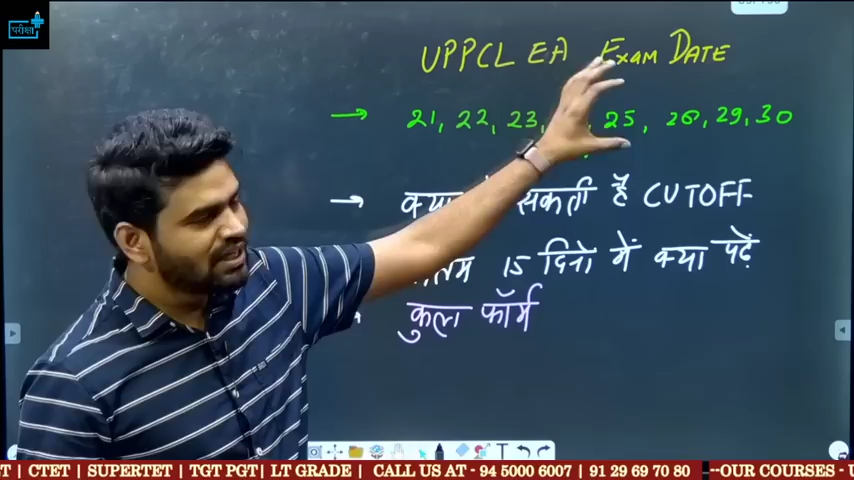 परीक्षा
UPPCL EA Exam DATE
→ 21, 22, 23, 25, 28, 29, 30
→ सकती है CUTOFF
15 दिनों में क्या पढ़ें
कुल फॉर्म
T | CTET | SUPERTET | TGT PGT| LT GRADE | CALL US AT - 94 5000 6007 | 91 29 69 70 80 --OUR COURSES - U